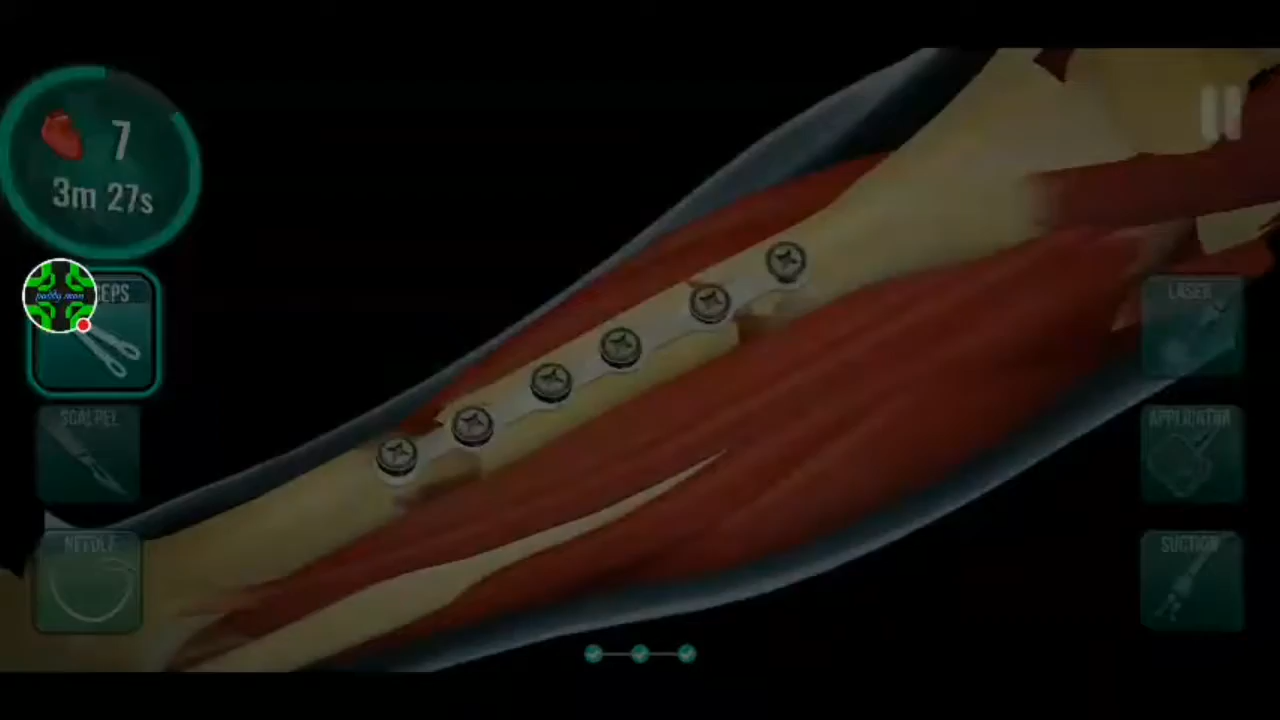 7
3m 27s
CEPS
SCALPEL
NEEDLE
LASER
APPLICATOR
SUCTION